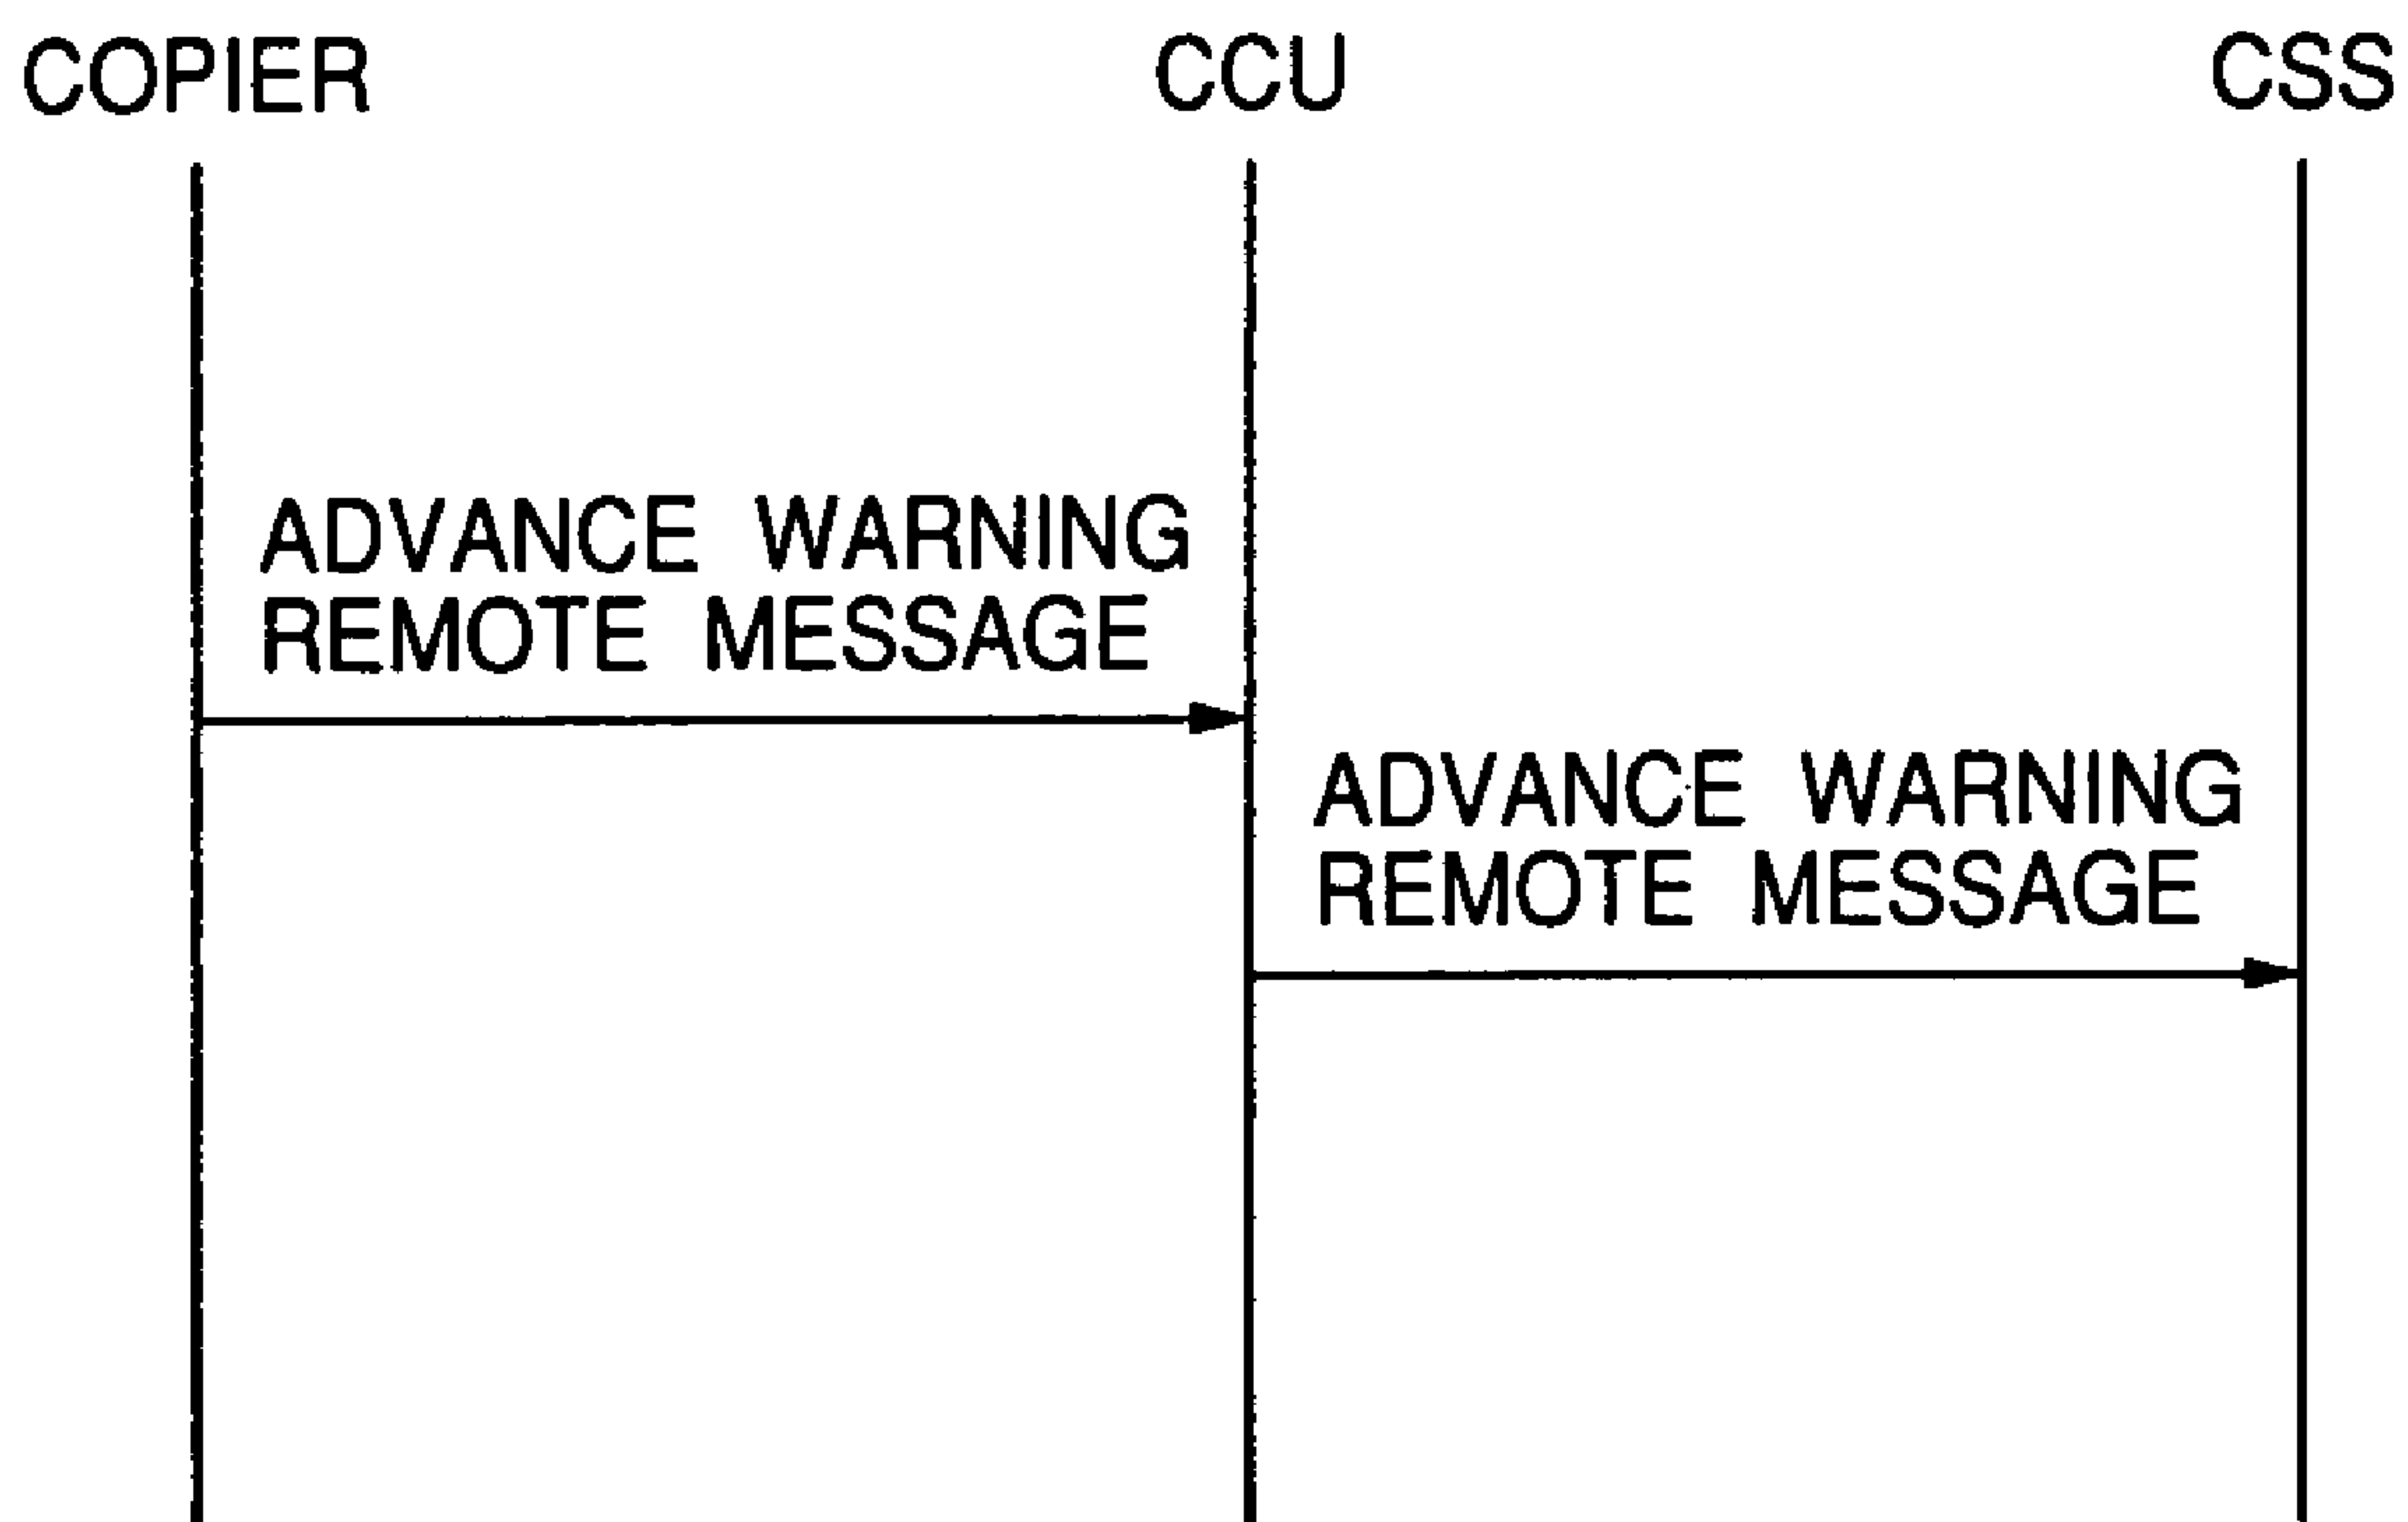 COPIER CCU CSS
ADVANCE WARNING
REMOTE MESSAGE
ADVANCE WARNING
REMOTE MESSAGE